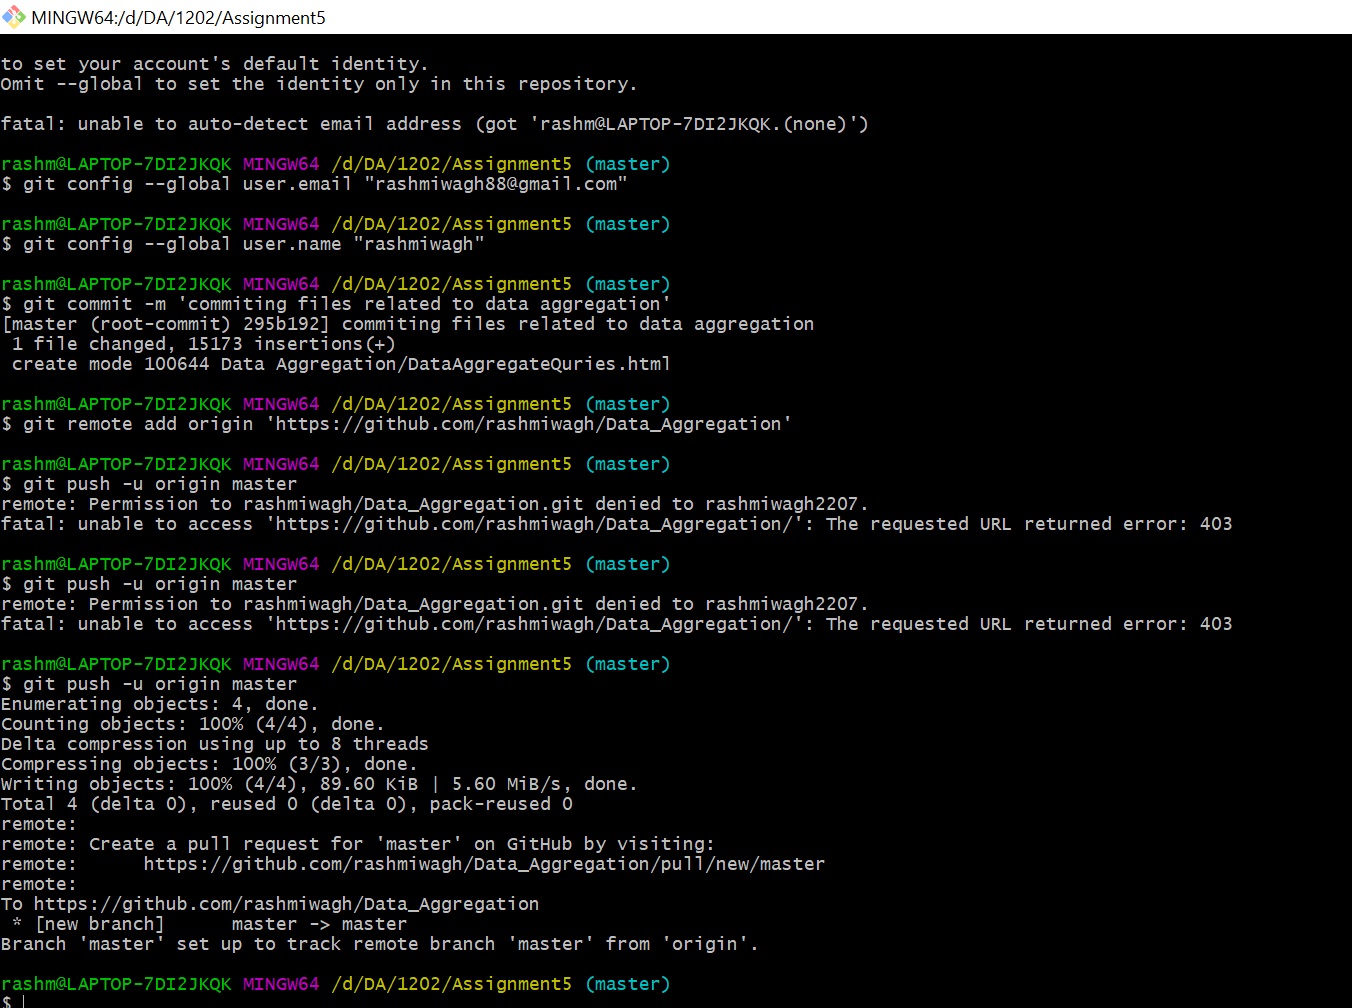 MINGW64:/d/DA/1202/Assignment5
to set your account's default identity.
Omit --global to set the identity only in this repository.
fatal: unable to auto-detect email address (got 'rashm@LAPTOP-7DI2JKQK.(none)')
rashm@LAPTOP-7DI2JKQK MINGW64 /d/DA/1202/Assignment5 (master)
$ git config --global user.email "rashmiwagh88@gmail.com"
rashm@LAPTOP-7DI2JKQK MINGW64 /d/DA/1202/Assignment5 (master)
$ git config --global user.name "rashmiwagh"
rashm@LAPTOP-7DI2JKQK MINGW64 /d/DA/1202/Assignment5 (master)
$ git commit -m 'commiting files related to data aggregation'
[master (root-commit) 295b192] commiting files related to data aggregation
 1 file changed, 15173 insertions(+)
 create mode 100644 Data Aggregation/DataAggregateQuries.html
rashm@LAPTOP-7DI2JKQK MINGW64 /d/DA/1202/Assignment5 (master)
$ git remote add origin 'https://github.com/rashmiwagh/Data_Aggregation'
rashm@LAPTOP-7DI2JKQK MINGW64 /d/DA/1202/Assignment5 (master)
$ git push -u origin master
remote: Permission to rashmiwagh/Data_Aggregation.git denied to rashmiwagh2207.
fatal: unable to access 'https://github.com/rashmiwagh/Data_Aggregation/': The requested URL returned error: 403
rashm@LAPTOP-7DI2JKQK MINGW64 /d/DA/1202/Assignment5 (master)
$ git push -u origin master
remote: Permission to rashmiwagh/Data_Aggregation.git denied to rashmiwagh2207.
fatal: unable to access 'https://github.com/rashmiwagh/Data_Aggregation/': The requested URL returned error: 403
rashm@LAPTOP-7DI2JKQK MINGW64 /d/DA/1202/Assignment5 (master)
$ git push -u origin master
Enumerating objects: 4, done.
Counting objects: 100% (4/4), done.
Delta compression using up to 8 threads
Compressing objects: 100% (3/3), done.
Writing objects: 100% (4/4), 89.60 KiB | 5.60 MiB/s, done.
Total 4 (delta 0), reused 0 (delta 0), pack-reused 0
remote:
remote: Create a pull request for 'master' on GitHub by visiting:
remote:      https://github.com/rashmiwagh/Data_Aggregation/pull/new/master
remote:
To https://github.com/rashmiwagh/Data_Aggregation
 * [new branch]      master -> master
Branch 'master' set up to track remote branch 'master' from 'origin'.
rashm@LAPTOP-7DI2JKQK MINGW64 /d/DA/1202/Assignment5 (master)
$